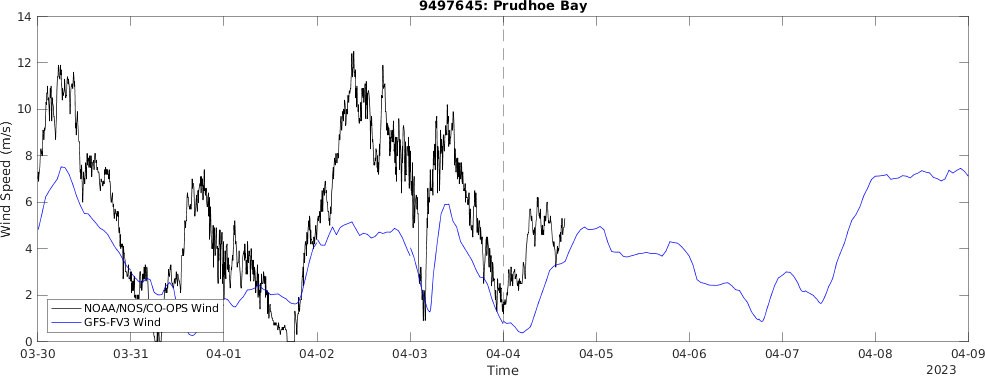 9497645: Prudhoe Bay
Wind Speed (m/s)
14
12
10
8
6
4
2
0
NOAA/NOS/CO-OPS Wind
GFS-FV3 Wind
03-30 03-31 04-01 04-02 04-03 04-04 04-05 04-06 04-07 04-08 04-09
Time
2023